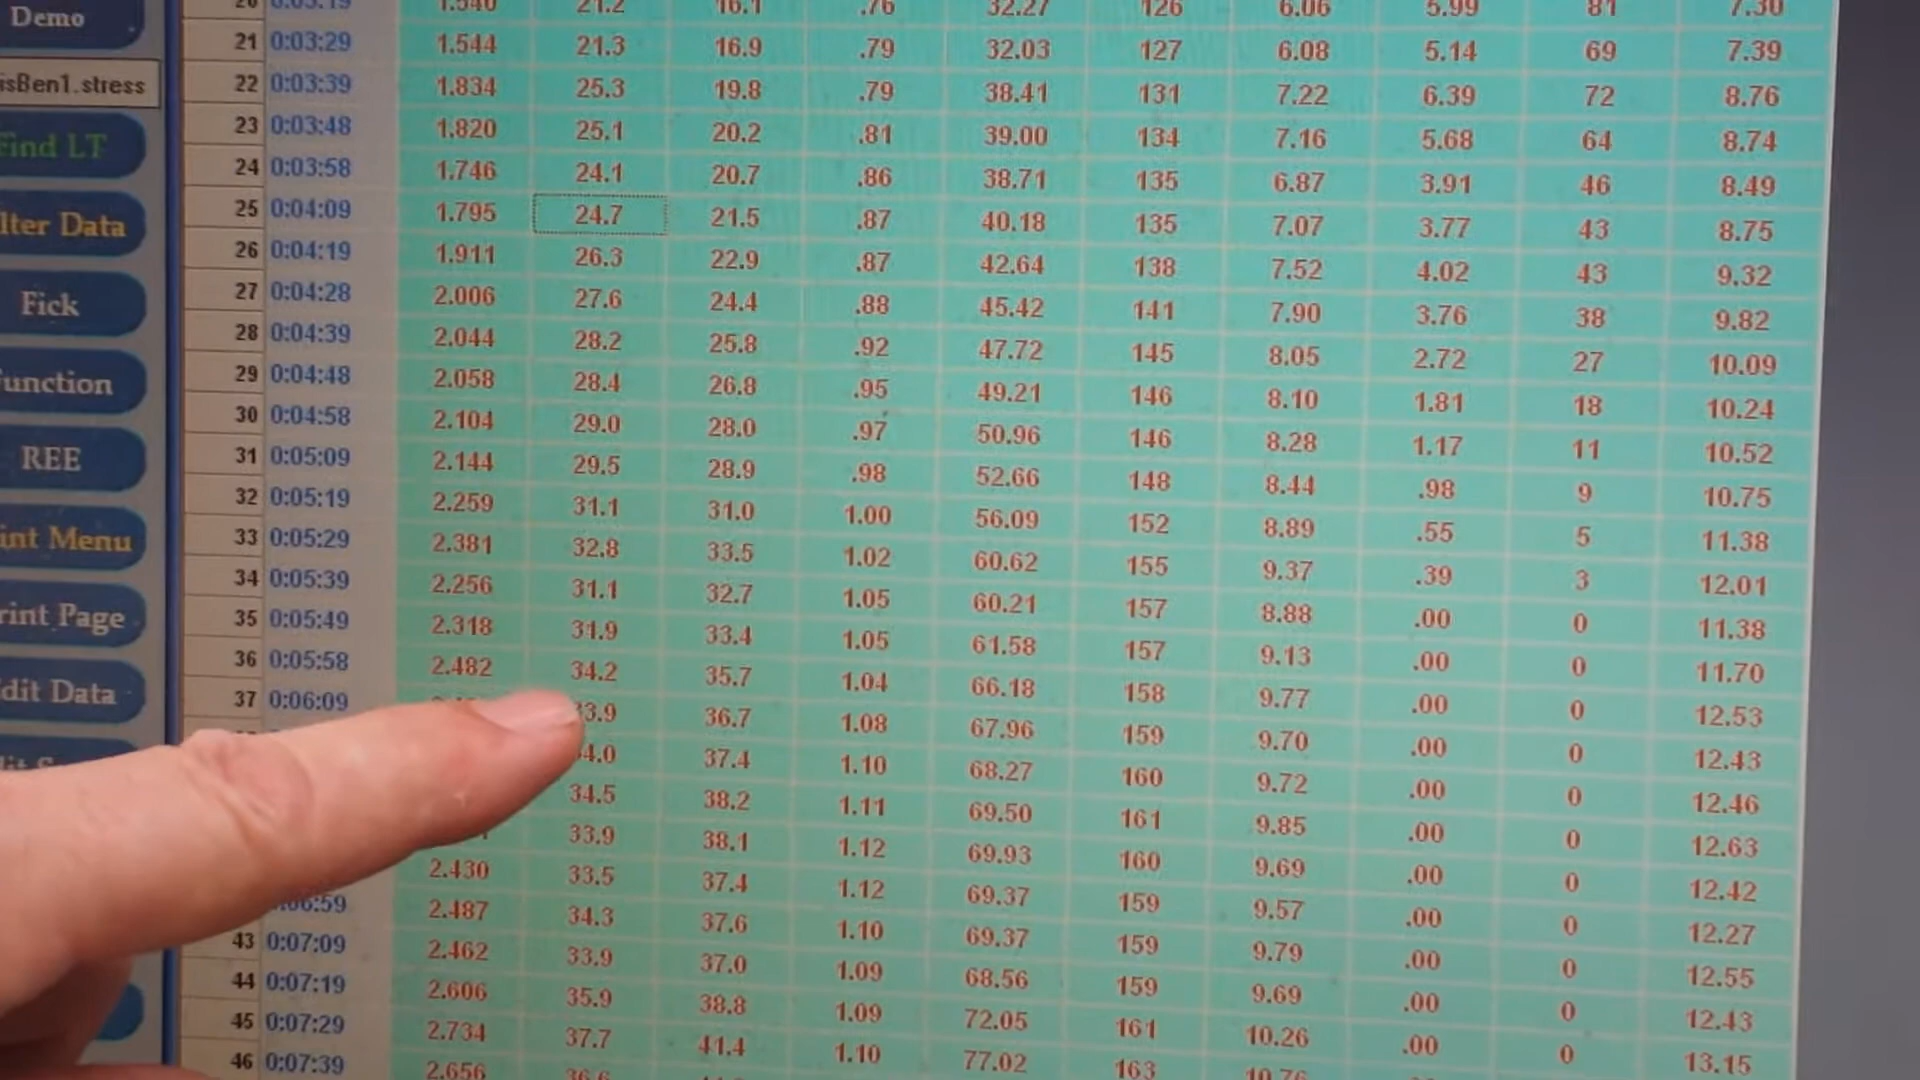 Demo
isBen1.stress
Find LT
lter Data
Fick
unction
REE
int Menu
rint Page
dit Data
20 0:03:19 1.540 21.2 16.1 .76 32.27 126 6.06 5.99 81 7.30
21 0:03:29 1.544 21.3 16.9 .79 32.03 127 6.08 5.14 69 7.39
22 0:03:39 1.834 25.3 19.8 .79 38.41 131 7.22 6.39 72 8.76
23 0:03:48 1.820 25.1 20.2 .81 39.00 134 7.16 5.68 64 8.74
24 0:03:58 1.746 24.1 20.7 .86 38.71 135 6.87 3.91 46 8.49
25 0:04:09 1.795 24.7 21.5 .87 40.18 135 7.07 3.77 43 8.75
26 0:04:19 1.911 26.3 22.9 .87 42.64 138 7.52 4.02 43 9.32
27 0:04:28 2.006 27.6 24.4 .88 45.42 141 7.90 3.76 38 9.82
28 0:04:39 2.044 28.2 25.8 .92 47.72 145 8.05 2.72 27 10.09
29 0:04:48 2.058 28.4 26.8 .95 49.21 146 8.10 1.81 18 10.24
30 0:04:58 2.104 29.0 28.0 .97 50.96 146 8.28 1.17 11 10.52
31 0:05:09 2.144 29.5 28.9 .98 52.66 148 8.44 .98 9 10.75
32 0:05:19 2.259 31.1 31.0 1.00 56.09 152 8.89 .55 5 11.38
33 0:05:29 2.381 32.8 33.5 1.02 60.62 155 9.37 .39 3 12.01
34 0:05:39 2.256 31.1 32.7 1.05 60.21 157 8.88 .00 0 11.38
35 0:05:49 2.318 31.9 33.4 1.05 61.58 157 9.13 .00 0 11.70
36 0:05:58 2.482 34.2 35.7 1.04 66.18 158 9.77 .00 0 12.53
37 0:06:09 3.9 36.7 1.08 67.96 159 9.70 .00 0 12.43
4.0 37.4 1.10 68.27 160 9.72 .00 0 12.46
34.5 38.2 1.11 69.50 161 9.85 .00 0 12.63
33.9 38.1 1.12 69.93 160 9.69 .00 0 12.42
2.430 33.5 37.4 1.12 69.37 159 9.57 .00 0 12.27
:06:59 2.487 34.3 37.6 1.10 69.37 159 9.79 .00 0 12.55
43 0:07:09 2.462 33.9 37.0 1.09 68.56 159 9.69 .00 0 12.43
44 0:07:19 2.606 35.9 38.8 1.09 72.05 161 10.26 .00 0 13.15
45 0:07:29 2.734 37.7 41.4 1.10 77.02 163 10.76
46 0:07:39 2.656 36.6